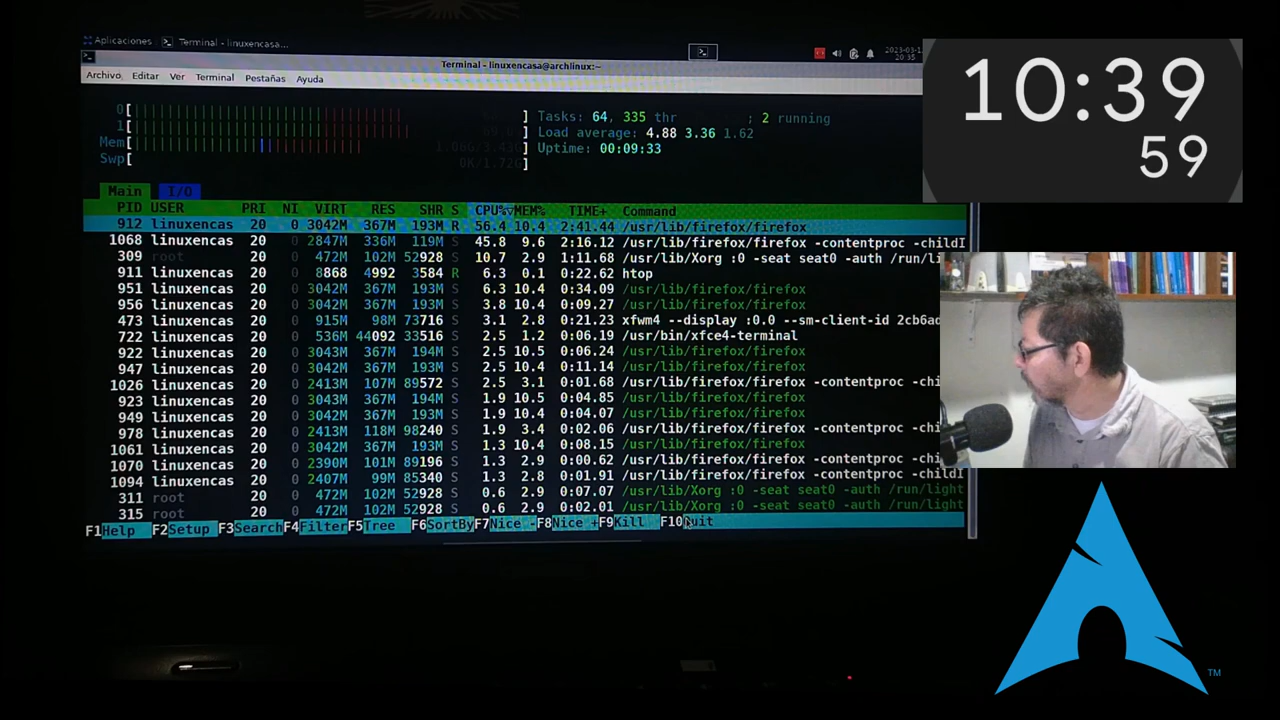 Aplicaciones Terminal - linuxencasa...
Terminal - linuxencasa@archlinux:~
Archivo Editar Ver Terminal Pestañas Ayuda
20:35
10:39
59
0[ ] Tasks: 64, 335 thr ; 2 running
1[ ] Load average: 4.88 3.36 1.62
Mem[ ] Uptime: 00:09:33
Swp[ 0K/1.72G]
Main I/O
PID USER PRI NI VIRT RES SHR S CPU%▽MEM% TIME+ Command
912 linuxencas 20 0 3042M 367M 193M R 56.4 10.4 2:41.44 /usr/lib/firefox/firefox
1068 linuxencas 20 0 2847M 336M 119M S 45.8 9.6 2:16.12 /usr/lib/firefox/firefox -contentproc -childI
309 root 20 0 472M 102M 52928 S 10.7 2.9 1:11.68 /usr/lib/Xorg :0 -seat seat0 -auth /run/li
911 linuxencas 20 0 8868 4992 3584 R 6.3 0.1 0:22.62 htop
951 linuxencas 20 0 3042M 367M 193M S 6.3 10.4 0:34.09 /usr/lib/firefox/firefox
956 linuxencas 20 0 3042M 367M 193M S 3.8 10.4 0:09.27 /usr/lib/firefox/firefox
473 linuxencas 20 0 915M 98M 73716 S 3.1 2.8 0:21.23 xfwm4 --display :0.0 --sm-client-id 2cb6ad
722 linuxencas 20 0 536M 44092 33516 S 2.5 1.2 0:06.19 /usr/bin/xfce4-terminal
922 linuxencas 20 0 3043M 367M 194M S 2.5 10.5 0:06.24 /usr/lib/firefox/firefox
947 linuxencas 20 0 3042M 367M 193M S 2.5 10.4 0:11.14 /usr/lib/firefox/firefox
1026 linuxencas 20 0 2413M 107M 89572 S 2.5 3.1 0:01.68 /usr/lib/firefox/firefox -contentproc -chi
923 linuxencas 20 0 3043M 367M 194M S 1.9 10.5 0:04.85 /usr/lib/firefox/firefox
949 linuxencas 20 0 3042M 367M 193M S 1.9 10.4 0:04.07 /usr/lib/firefox/firefox
978 linuxencas 20 0 2413M 118M 98240 S 1.9 3.4 0:02.06 /usr/lib/firefox/firefox -contentproc -chi
1061 linuxencas 20 0 3042M 367M 193M S 1.3 10.4 0:08.15 /usr/lib/firefox/firefox
1070 linuxencas 20 0 2390M 101M 89196 S 1.3 2.9 0:00.62 /usr/lib/firefox/firefox -contentproc -chi
1094 linuxencas 20 0 2407M 99M 85340 S 1.3 2.8 0:01.91 /usr/lib/firefox/firefox -contentproc -childI
311 root 20 0 472M 102M 52928 S 0.6 2.9 0:07.07 /usr/lib/Xorg :0 -seat seat0 -auth /run/light
315 root 20 0 472M 102M 52928 S 0.6 2.9 0:02.01 /usr/lib/Xorg :0 -seat seat0 -auth /run/light
F1Help F2Setup F3Search F4Filter F5Tree F6SortBy F7Nice - F8Nice + F9Kill F10Quit
TM